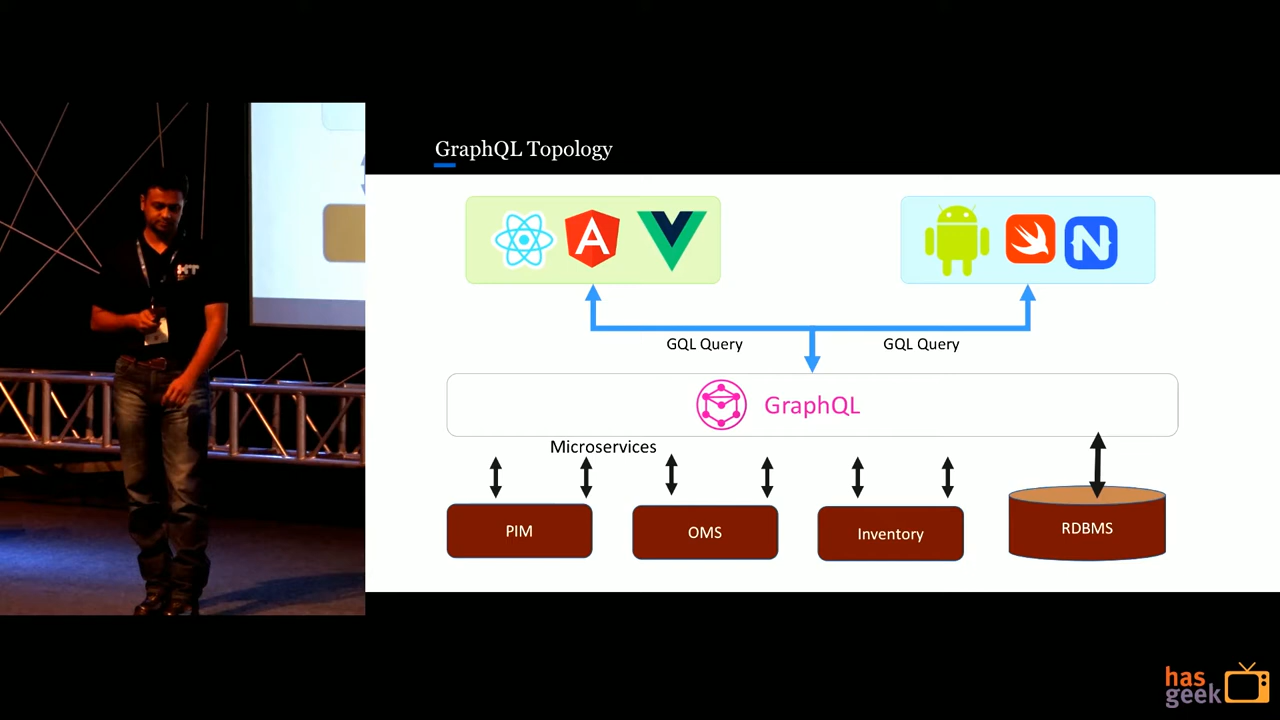 GraphQL Topology
GQL Query
GQL Query
GraphQL
Microservices
PIM
OMS
Inventory
RDBMS
has
geek